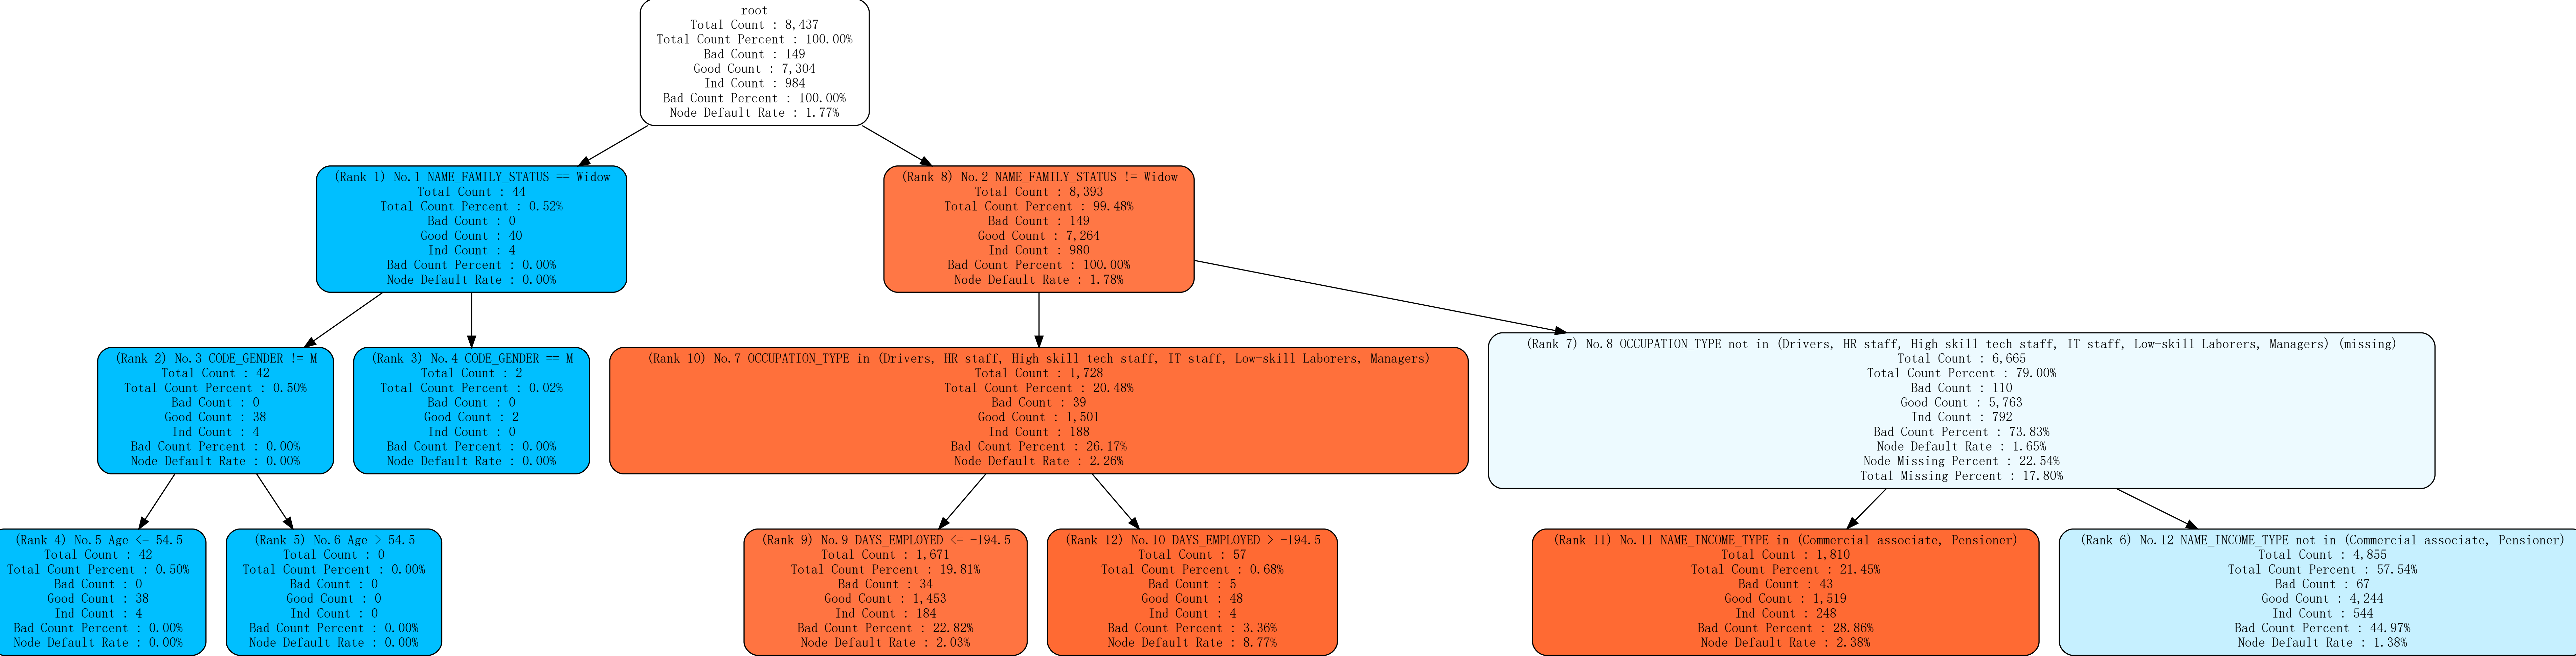 root
Total Count : 8,437
Total Count Percent : 100.00%
Bad Count : 149
Good Count : 7,304
Ind Count : 984
Bad Count Percent : 100.00%
Node Default Rate : 1.77%
(Rank 1) No.1 NAME_FAMILY_STATUS == Widow
Total Count : 44
Total Count Percent : 0.52%
Bad Count : 0
Good Count : 40
Ind Count : 4
Bad Count Percent : 0.00%
Node Default Rate : 0.00%
(Rank 8) No.2 NAME_FAMILY_STATUS != Widow
Total Count : 8,393
Total Count Percent : 99.48%
Bad Count : 149
Good Count : 7,264
Ind Count : 980
Bad Count Percent : 100.00%
Node Default Rate : 1.78%
(Rank 2) No.3 CODE_GENDER != M
Total Count : 42
Total Count Percent : 0.50%
Bad Count : 0
Good Count : 38
Ind Count : 4
Bad Count Percent : 0.00%
Node Default Rate : 0.00%
(Rank 3) No.4 CODE_GENDER == M
Total Count : 2
Total Count Percent : 0.02%
Bad Count : 0
Good Count : 2
Ind Count : 0
Bad Count Percent : 0.00%
Node Default Rate : 0.00%
(Rank 10) No.7 OCCUPATION_TYPE in (Drivers, HR staff, High skill tech staff, IT staff, Low-skill Laborers, Managers)
Total Count : 1,728
Total Count Percent : 20.48%
Bad Count : 39
Good Count : 1,501
Ind Count : 188
Bad Count Percent : 26.17%
Node Default Rate : 2.26%
(Rank 7) No.8 OCCUPATION_TYPE not in (Drivers, HR staff, High skill tech staff, IT staff, Low-skill Laborers, Managers) (missing)
Total Count : 6,665
Total Count Percent : 79.00%
Bad Count : 110
Good Count : 5,763
Ind Count : 792
Bad Count Percent : 73.83%
Node Default Rate : 1.65%
Node Missing Percent : 22.54%
Total Missing Percent : 17.80%
(Rank 4) No.5 Age <= 54.5
Total Count : 42
Total Count Percent : 0.50%
Bad Count : 0
Good Count : 38
Ind Count : 4
Bad Count Percent : 0.00%
Node Default Rate : 0.00%
(Rank 5) No.6 Age > 54.5
Total Count : 0
Total Count Percent : 0.00%
Bad Count : 0
Good Count : 0
Ind Count : 0
Bad Count Percent : 0.00%
Node Default Rate : 0.00%
(Rank 9) No.9 DAYS_EMPLOYED <= -194.5
Total Count : 1,671
Total Count Percent : 19.81%
Bad Count : 34
Good Count : 1,453
Ind Count : 184
Bad Count Percent : 22.82%
Node Default Rate : 2.03%
(Rank 12) No.10 DAYS_EMPLOYED > -194.5
Total Count : 57
Total Count Percent : 0.68%
Bad Count : 5
Good Count : 48
Ind Count : 4
Bad Count Percent : 3.36%
Node Default Rate : 8.77%
(Rank 11) No.11 NAME_INCOME_TYPE in (Commercial associate, Pensioner)
Total Count : 1,810
Total Count Percent : 21.45%
Bad Count : 43
Good Count : 1,519
Ind Count : 248
Bad Count Percent : 28.86%
Node Default Rate : 2.38%
(Rank 6) No.12 NAME_INCOME_TYPE not in (Commercial associate, Pensioner)
Total Count : 4,855
Total Count Percent : 57.54%
Bad Count : 67
Good Count : 4,244
Ind Count : 544
Bad Count Percent : 44.97%
Node Default Rate : 1.38%